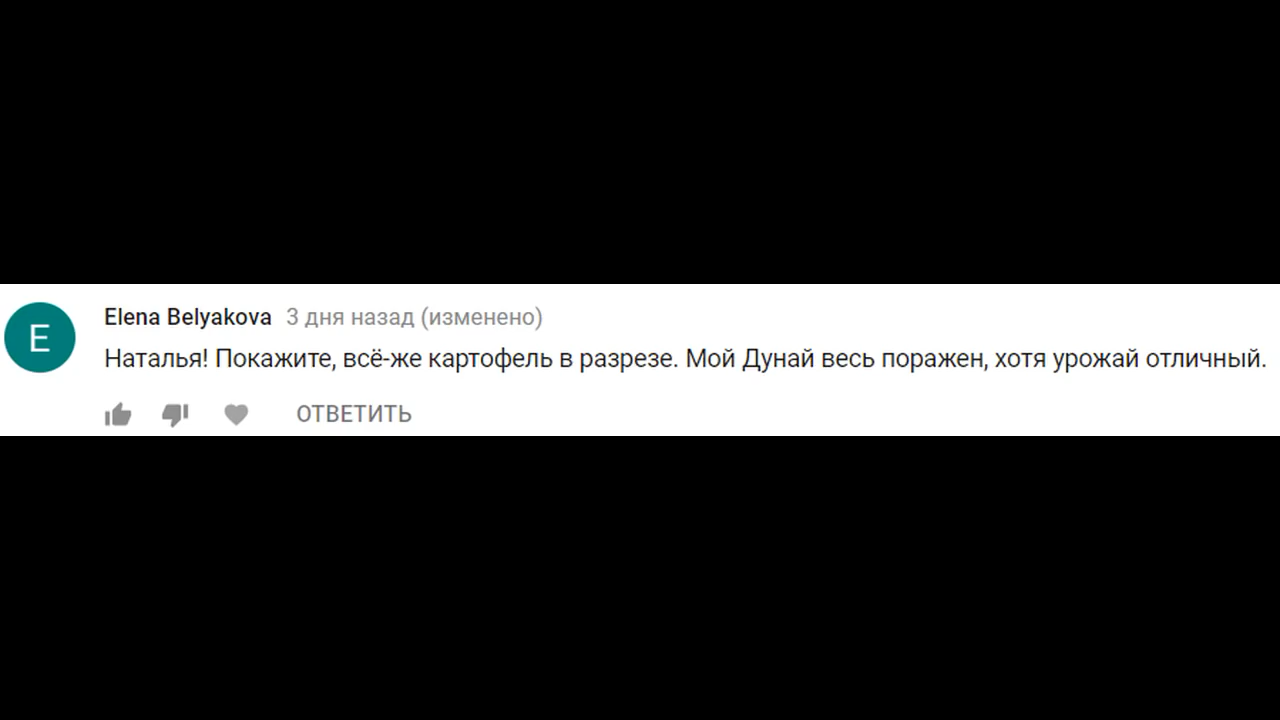 E
Elena Belyakova 3 дня назад (изменено)
Наталья! Покажите, всё-же картофель в разрезе. Мой Дунай весь поражен, хотя урожай отличный.
ОТВЕТИТЬ